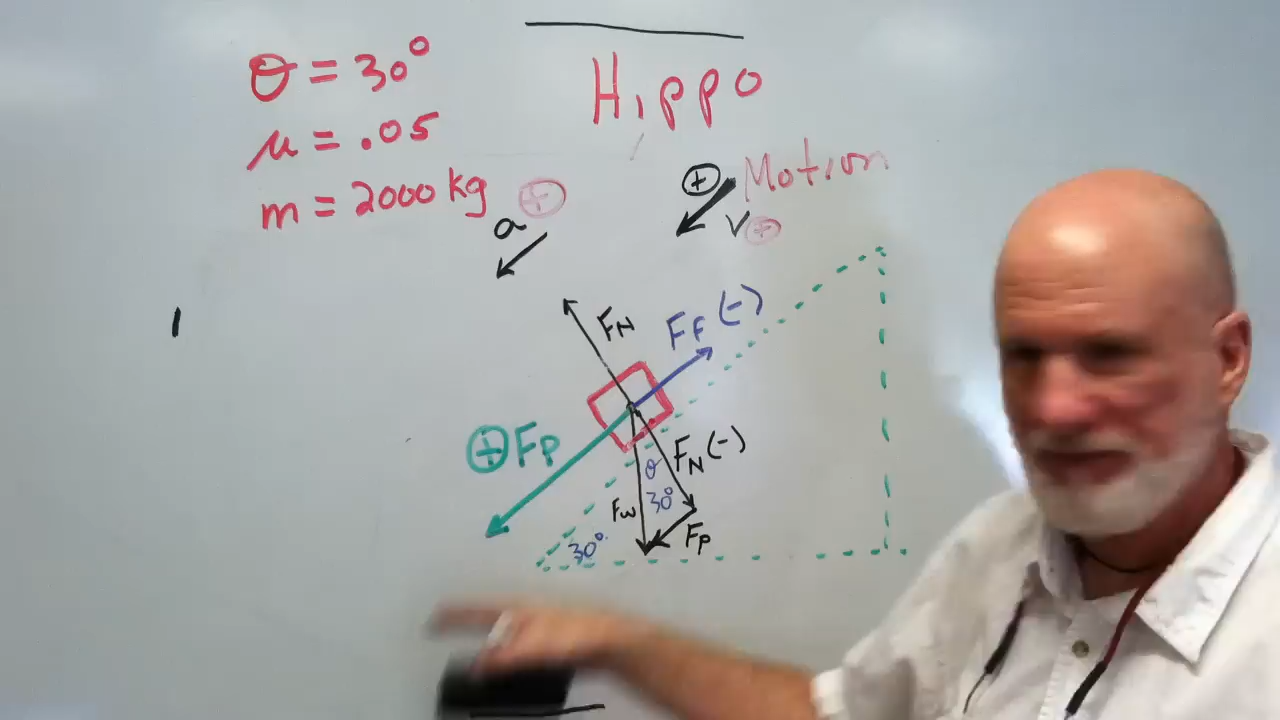 Hippo
θ = 30°
μ = .05
m = 2000 kg
⊕
a
⊕ Motion
V ⊕
FN
FF (-)
⊕ FP
θ
FN (-)
30°
Fw
FP
30°